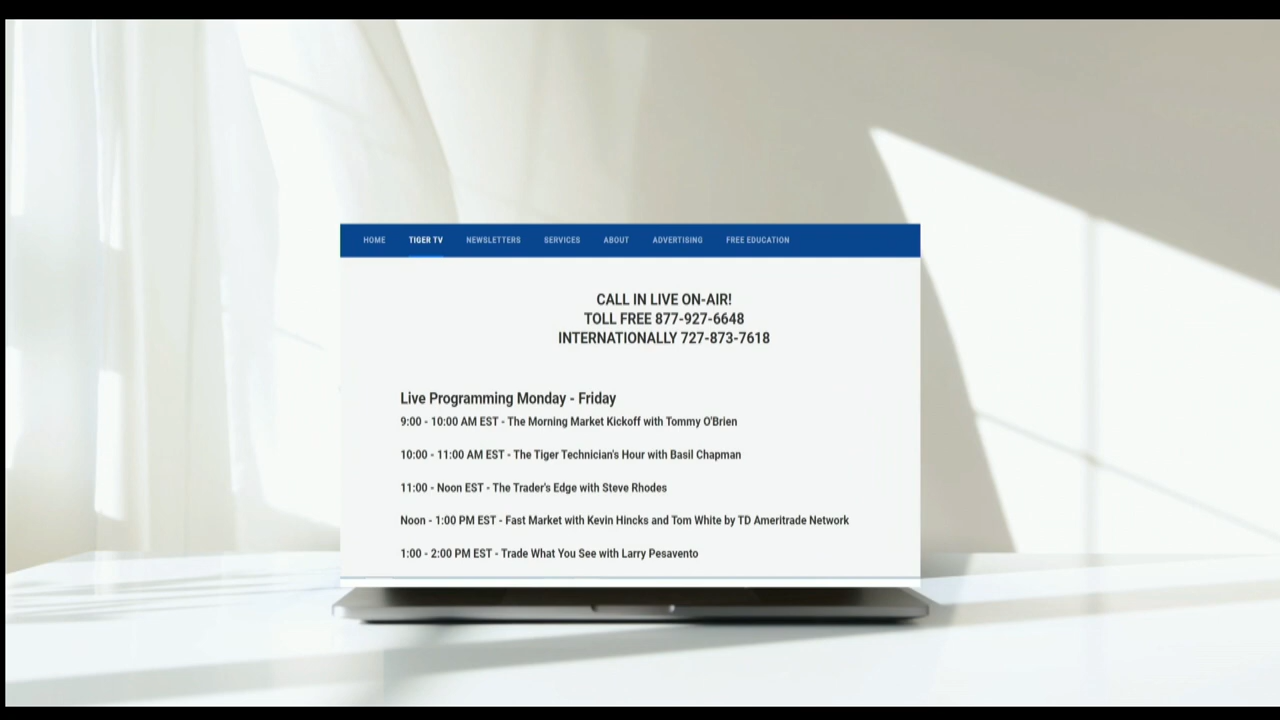 HOME TIGER TV NEWSLETTERS SERVICES ABOUT ADVERTISING FREE EDUCATION
CALL IN LIVE ON-AIR!
TOLL FREE 877-927-6648
INTERNATIONALLY 727-873-7618
Live Programming Monday - Friday
9:00 - 10:00 AM EST - The Morning Market Kickoff with Tommy O'Brien
10:00 - 11:00 AM EST - The Tiger Technician's Hour with Basil Chapman
11:00 - Noon EST - The Trader's Edge with Steve Rhodes
Noon - 1:00 PM EST - Fast Market with Kevin Hincks and Tom White by TD Ameritrade Network
1:00 - 2:00 PM EST - Trade What You See with Larry Pesavento